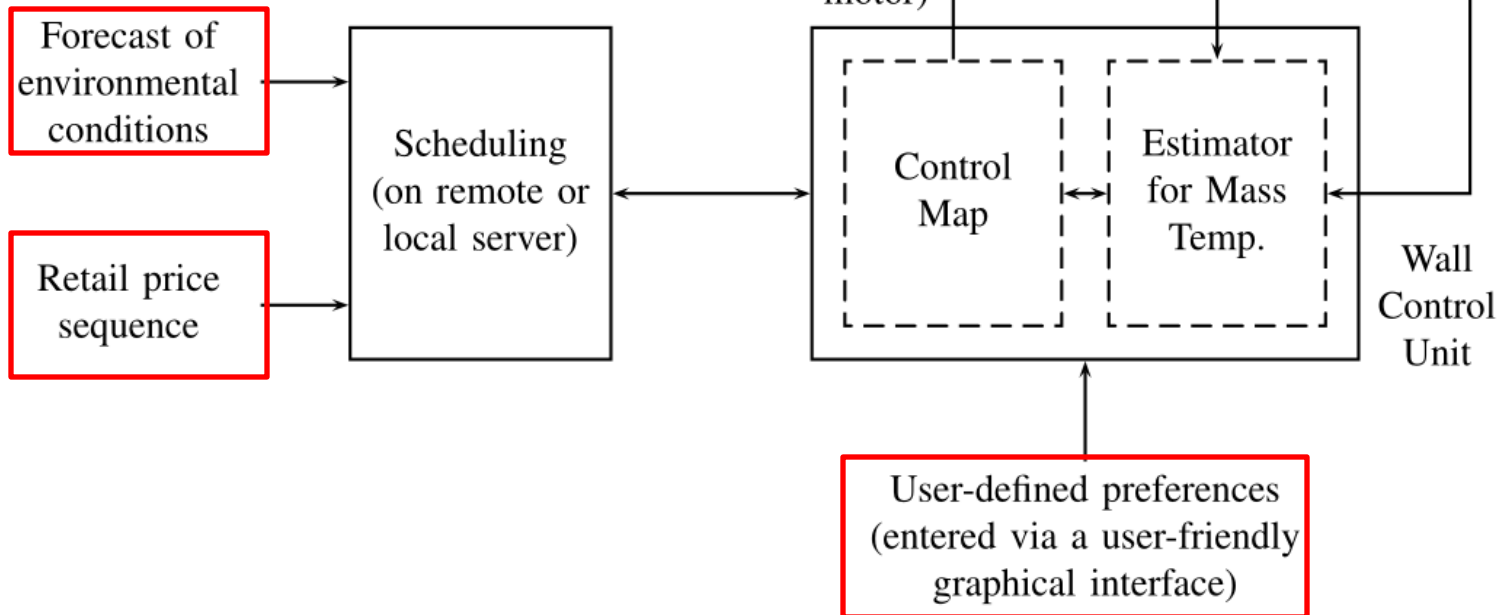 motor)
Forecast of
environmental
conditions
Scheduling
(on remote or
local server)
Retail price
sequence
Control
Map
Estimator
for Mass
Temp.
Wall
Control
Unit
User-defined preferences
(entered via a user-friendly
graphical interface)